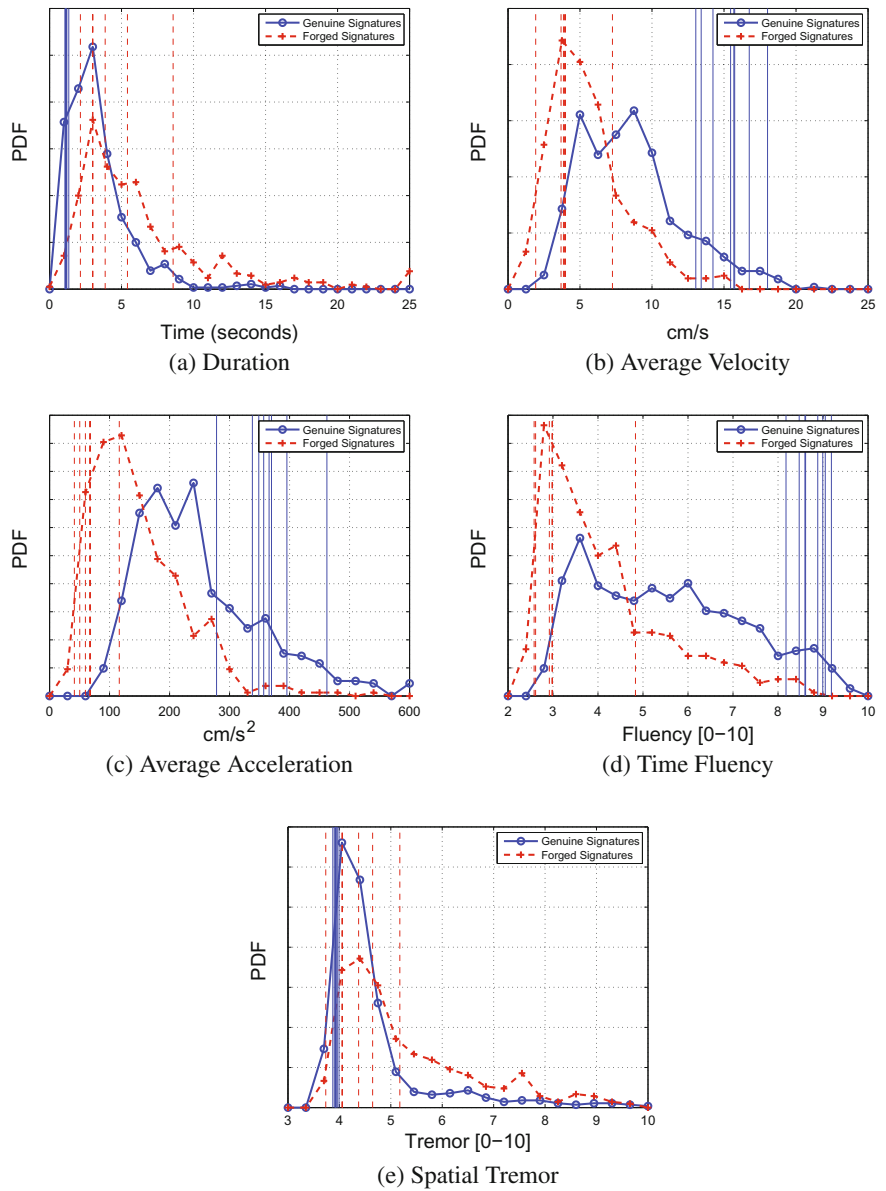 Genuine Signatures
Forged Signatures
PDF
0 5 10 15 20 25
Time (seconds)
(a) Duration
Genuine Signatures
Forged Signatures
PDF
0 5 10 15 20 25
cm/s
(b) Average Velocity
Genuine Signatures
Forged Signatures
PDF
0 100 200 300 400 500 600
cm/s²
(c) Average Acceleration
Genuine Signatures
Forged Signatures
PDF
2 3 4 5 6 7 8 9 10
Fluency [0−10]
(d) Time Fluency
Genuine Signatures
Forged Signatures
PDF
3 4 5 6 7 8 9 10
Tremor [0−10]
(e) Spatial Tremor